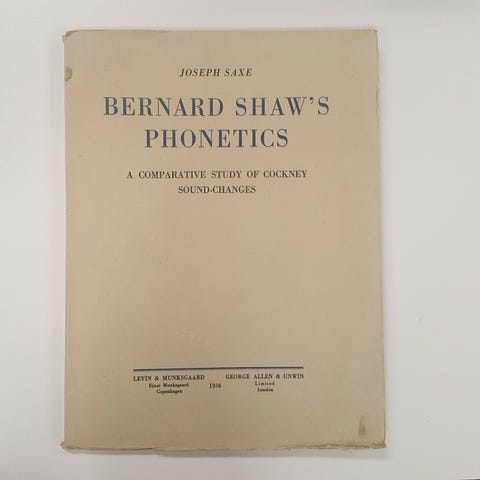 JOSEPH SAXE
BERNARD SHAW'S
PHONETICS
A COMPARATIVE STUDY OF COCKNEY
SOUND-CHANGES
LEVIN & MUNKSGAARD
Ejnar Munksgaard
Copenhagen
1936
GEORGE ALLEN & UNWIN
Limited
London